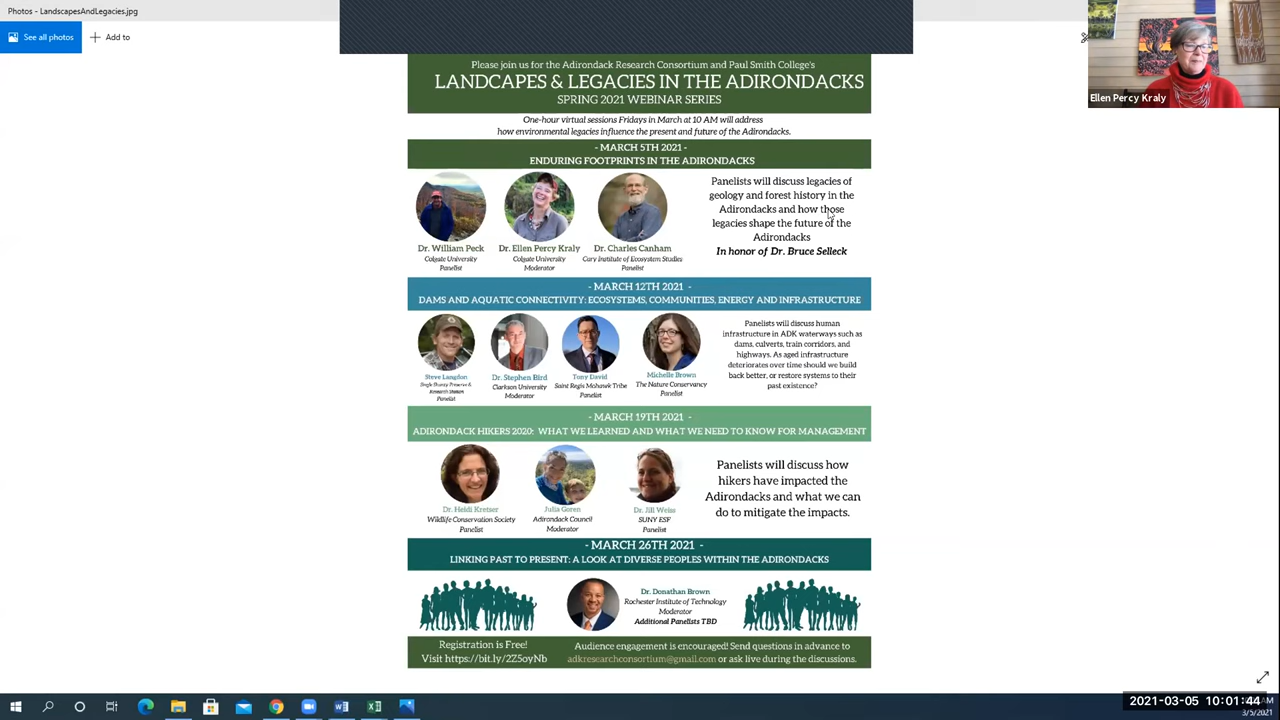 Photos - LandscapesAndLegacies.jpg
See all photos
Add to
Ellen Percy Kraly
Please join us for the Adirondack Research Consortium and Paul Smith College's
LANDSCAPES & LEGACIES IN THE ADIRONDACKS
SPRING 2021 WEBINAR SERIES
One-hour virtual sessions Fridays in March at 10 AM will address
how environmental legacies influence the present and future of the Adirondacks.
- MARCH 5TH 2021 -
ENDURING FOOTPRINTS IN THE ADIRONDACKS
Dr. William Peck
Colgate University
Panelist
Dr. Ellen Percy Kraly
Colgate University
Moderator
Dr. Charles Canham
Cary Institute of Ecosystem Studies
Panelist
Panelists will discuss legacies of
geology and forest history in the
Adirondacks and how those
legacies shape the future of the
Adirondacks
In honor of Dr. Bruce Selleck
- MARCH 12TH 2021 -
DAMS AND AQUATIC CONNECTIVITY: ECOSYSTEMS, COMMUNITIES, ENERGY AND INFRASTRUCTURE
Steve Langdon
Panelist
Dr. Stephen Bird
Clarkson University
Moderator
Tony David
Saint Regis Mohawk Tribe
Panelist
Michelle Brown
The Nature Conservancy
Panelist
Panelists will discuss human
infrastructure in ADK waterways such as
dams, culverts, train corridors, and
highways. As aged infrastructure
deteriorates over time should we build
back better, or restore systems to their
past existence?
- MARCH 19TH 2021 -
ADIRONDACK HIKERS 2020: WHAT WE LEARNED AND WHAT WE NEED TO KNOW FOR MANAGEMENT
Dr. Heidi Kretser
Wildlife Conservation Society
Panelist
Julia Goren
Adirondack Council
Moderator
Dr. Jill Weiss
SUNY ESF
Panelist
Panelists will discuss how
hikers have impacted the
Adirondacks and what we can
do to mitigate the impacts.
- MARCH 26TH 2021 -
LINKING PAST TO PRESENT: A LOOK AT DIVERSE PEOPLES WITHIN THE ADIRONDACKS
Dr. Donathan Brown
Rochester Institute of Technology
Moderator
Additional Panelists TBD
Registration is Free!
Visit https://bit.ly/2Z5oyNb
Audience engagement is encouraged! Send questions in advance to
adkresearchconsortium@gmail.com or ask live during the discussions.
2021-03-05 10:01:44
3/5/2021